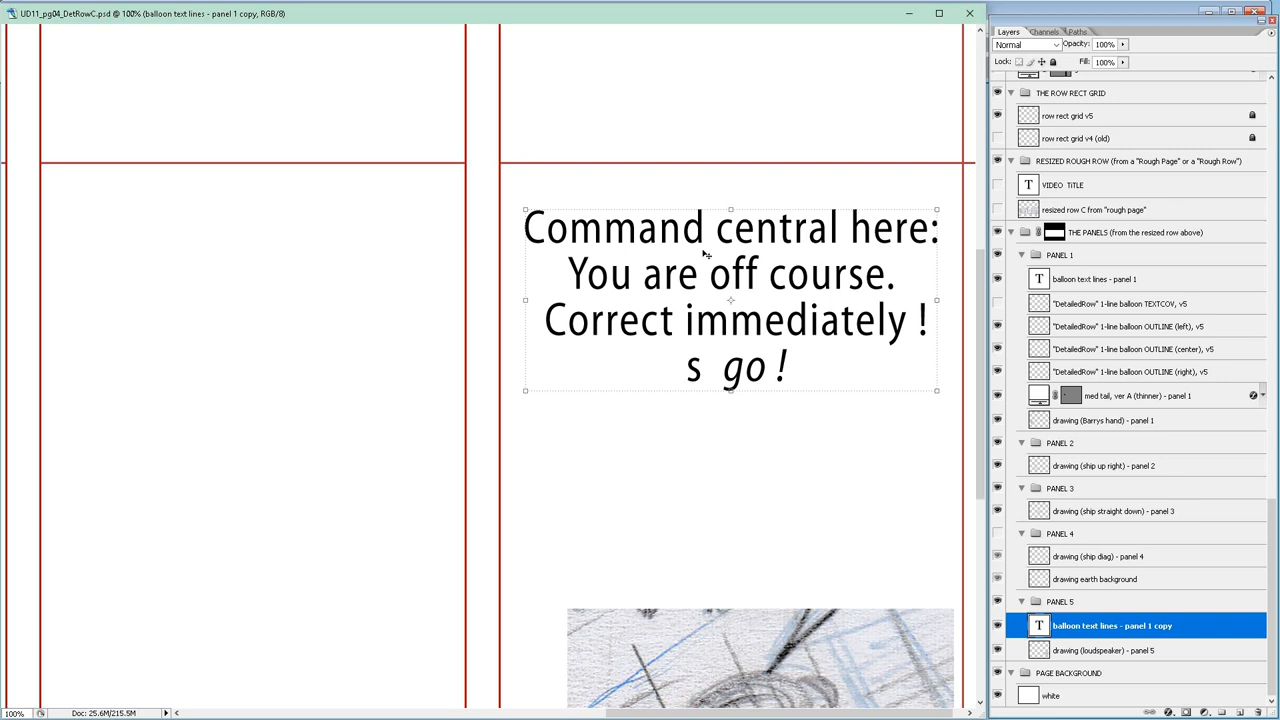 UD11_pg04_DetRowC.psd @ 100% (balloon text lines - panel 1 copy, RGB/8)
Command central here:
You are off course.
Correct immediately !
s go !
100%
Doc: 25.6M/215.5M
Layers
Channels
Paths
Normal
Opacity: 100%
Lock:
Fill: 100%
THE ROW RECT GRID
row rect grid v5
row rect grid v4 (old)
RESIZED ROUGH ROW (from a "Rough Page" or a "Rough Row")
T VIDEO TITLE
resized row C from "rough page"
THE PANELS (from the resized row above)
PANEL 1
T balloon text lines - panel 1
"DetailedRow" 1-line balloon TEXTCOV, v5
"DetailedRow" 1-line balloon OUTLINE (left), v5
"DetailedRow" 1-line balloon OUTLINE (center), v5
"DetailedRow" 1-line balloon OUTLINE (right), v5
med tail, ver A (thinner) - panel 1
drawing (Barrys hand) - panel 1
PANEL 2
drawing (ship up right) - panel 2
PANEL 3
drawing (ship straight down) - panel 3
PANEL 4
drawing (ship diag) - panel 4
drawing earth background
PANEL 5
T balloon text lines - panel 1 copy
drawing (loudspeaker) - panel 5
PAGE BACKGROUND
white